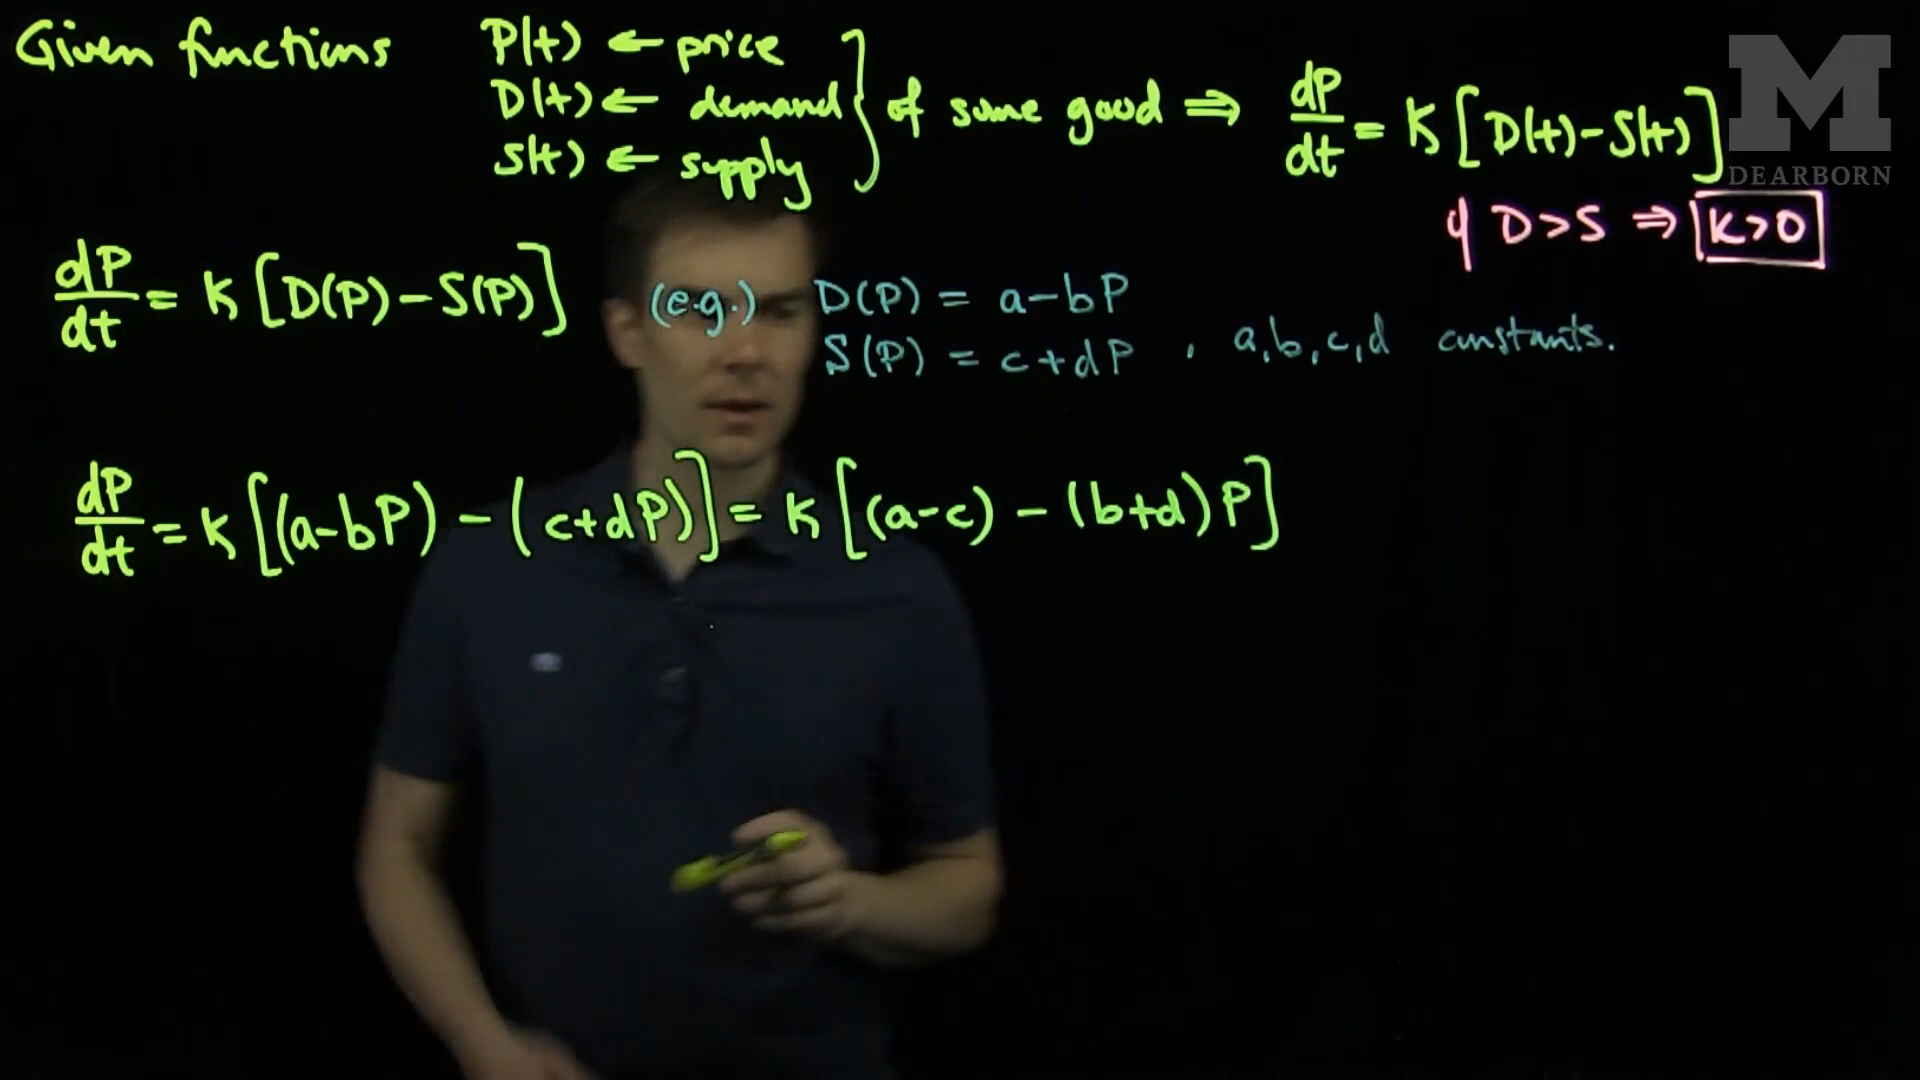 Given functions P(t) ← price
D(t) ← demand
S(t) ← supply
} of some good ⇒ dP/dt = K[D(t)-S(t)]
if D>S ⇒ K>0
dP/dt = K[D(P)-S(P)] (e.g.) D(P) = a-bP
S(P) = c+dP , a,b,c,d constants.
dP/dt = K[(a-bP) - (c+dP)] = K[(a-c) - (b+d)P]
M
DEARBORN